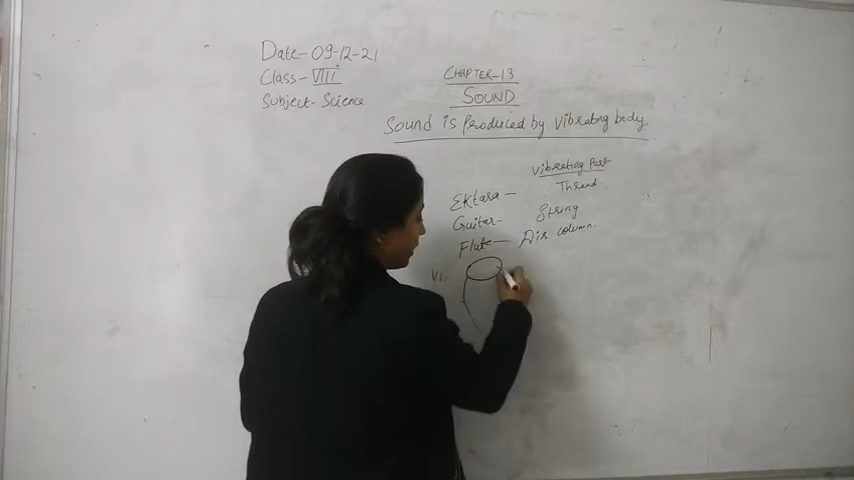 Date- 09-12-21
Class- VIII
Subject- Science
CHAPTER-13
SOUND
Sound is Produced by Vibrating body
Vibrating Part
Ektara — Thread
Guitar- String
Flute — Air column.